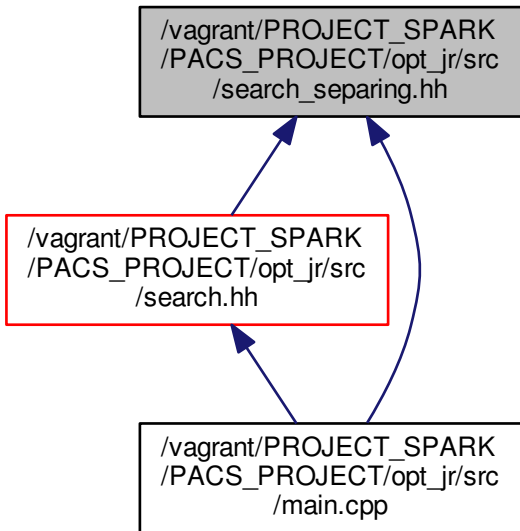 /vagrant/PROJECT_SPARK
/PACS_PROJECT/opt_jr/src
/search_separing.hh
/vagrant/PROJECT_SPARK
/PACS_PROJECT/opt_jr/src
/search.hh
/vagrant/PROJECT_SPARK
/PACS_PROJECT/opt_jr/src
/main.cpp